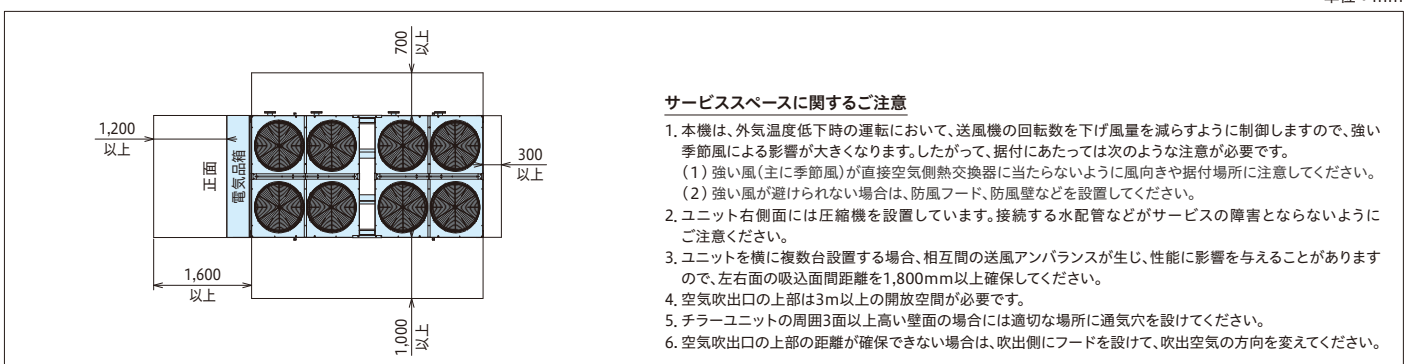 単位：mm
700
以上
1,200
以上
正面
電気品箱
300
以上
1,600
以上
1,000
以上
サービススペースに関するご注意
1. 本機は、外気温度低下時の運転において、送風機の回転数を下げ風量を減らすように制御しますので、強い
季節風による影響が大きくなります。したがって、据付にあたっては次のような注意が必要です。
(1) 強い風(主に季節風)が直接空気側熱交換器に当たらないように風向きや据付場所に注意してください。
(2) 強い風が避けられない場合は、防風フード、防風壁などを設置してください。
2. ユニット右側面には圧縮機を設置しています。接続する水配管などがサービスの障害とならないように
ご注意ください。
3. ユニットを横に複数台設置する場合、相互間の送風アンバランスが生じ、性能に影響を与えることがあります
ので、左右面の吸込面間距離を1,800mm以上確保してください。
4. 空気吹出口の上部は3m以上の開放空間が必要です。
5. チラーユニットの周囲3面以上高い壁面の場合には適切な場所に通気穴を設けてください。
6. 空気吹出口の上部の距離が確保できない場合は、吹出側にフードを設けて、吹出空気の方向を変えてください。